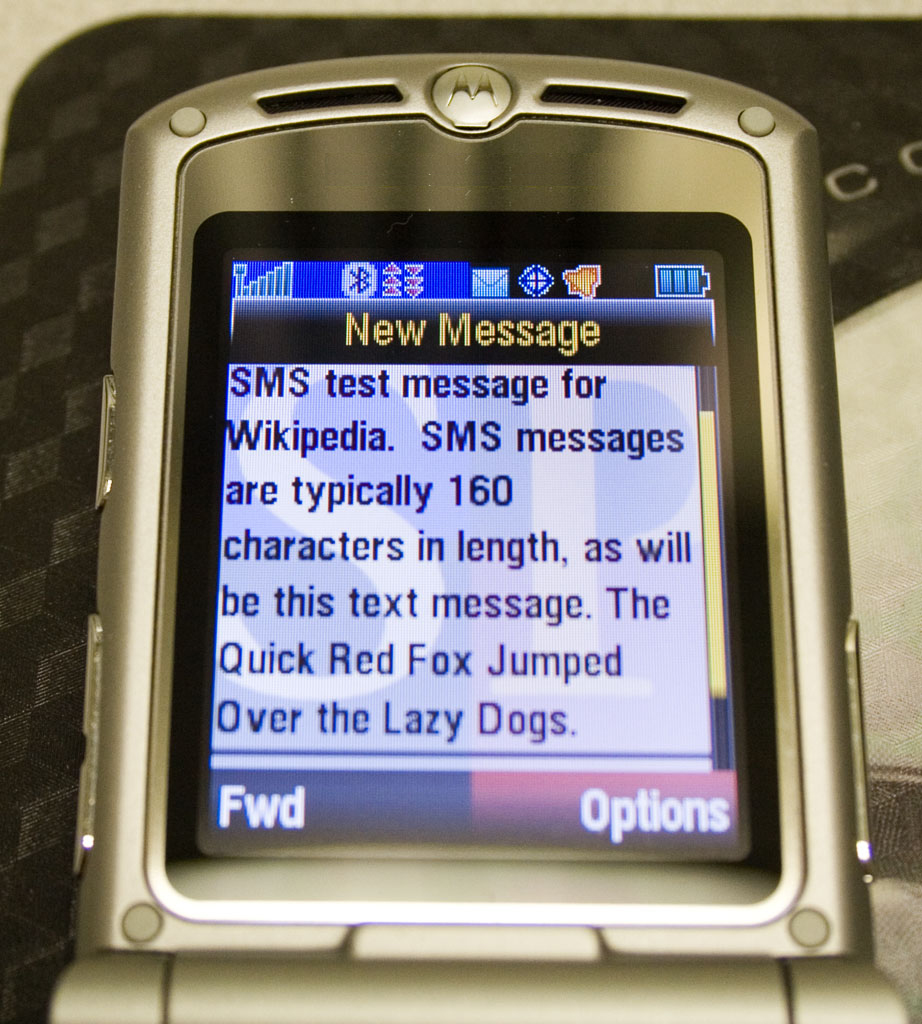 CO
New Message
SMS test message for
Wikipedia.  SMS messages
are typically 160
characters in length, as will
be this text message. The
Quick Red Fox Jumped
Over the Lazy Dogs.
Fwd Options